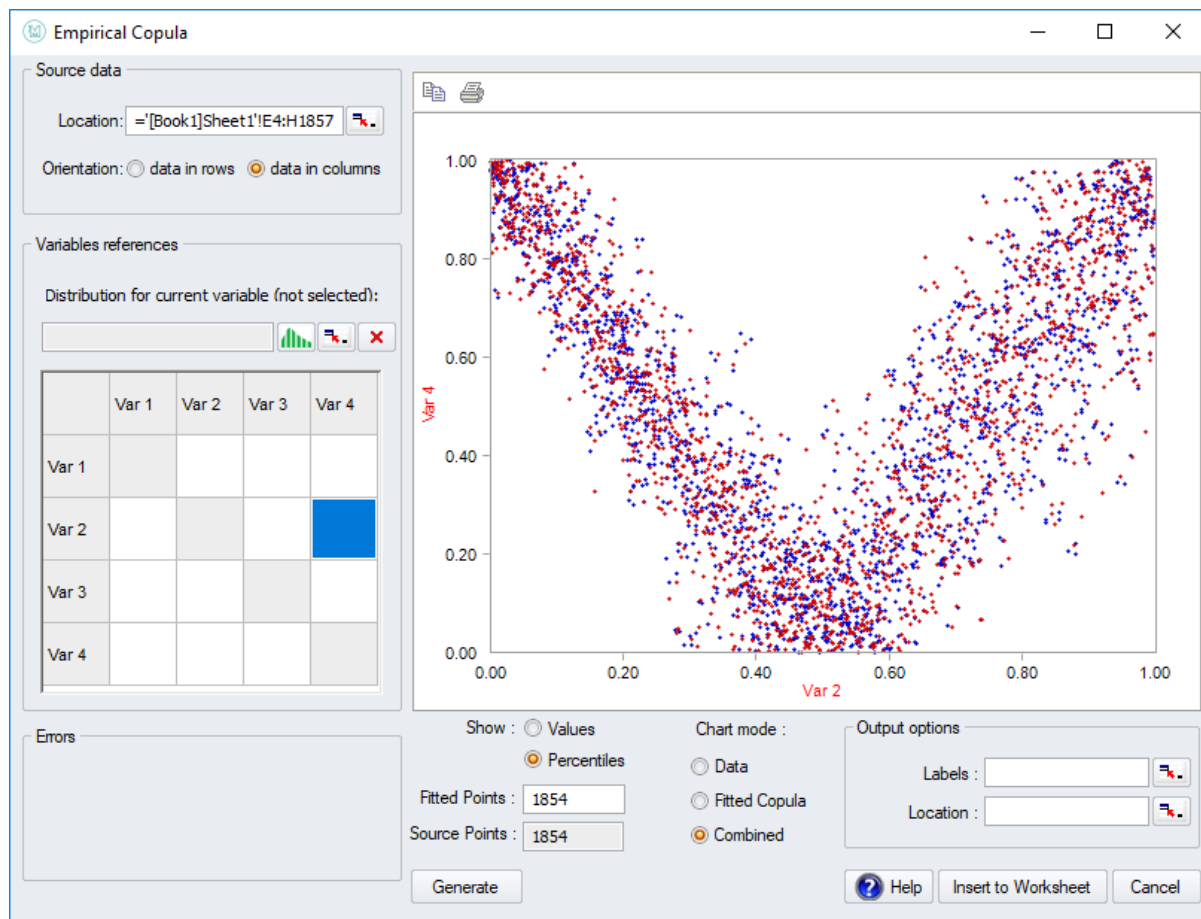 Empirical Copula
Source data
Location: ='[Book1]Sheet1'!E4:H1857
Orientation: data in rows data in columns
Variables references
Distribution for current variable (not selected):
Var 1 Var 2 Var 3 Var 4
Var 1
Var 2
Var 3
Var 4
Errors
1.00
0.80
0.60
0.40
0.20
0.00
Var 4
0.00 0.20 0.40 0.60 0.80 1.00
Var 2
Show : Values
Percentiles
Fitted Points : 1854
Source Points : 1854
Generate
Chart mode :
Data
Fitted Copula
Combined
Output options
Labels :
Location :
Help Insert to Worksheet Cancel